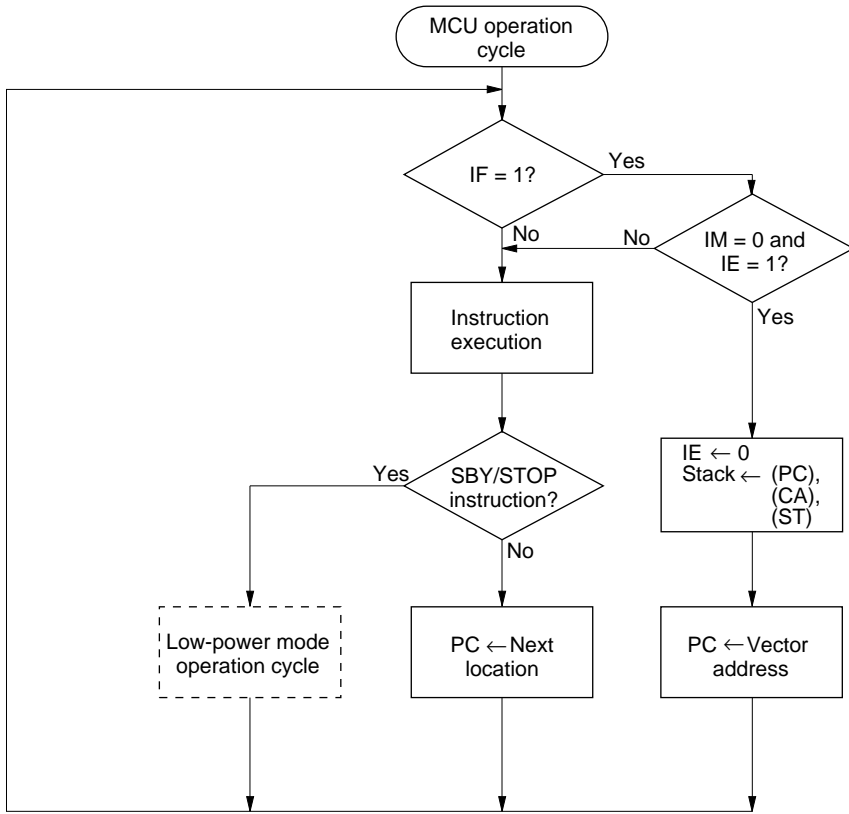 MCU operation
cycle
IF = 1?
Yes
No
No
IM = 0 and
IE = 1?
Yes
Instruction
execution
IE ← 0
Stack ← (PC),
(CA),
(ST)
Yes
SBY/STOP
instruction?
No
Low-power mode
operation cycle
PC ← Next
location
PC ← Vector
address